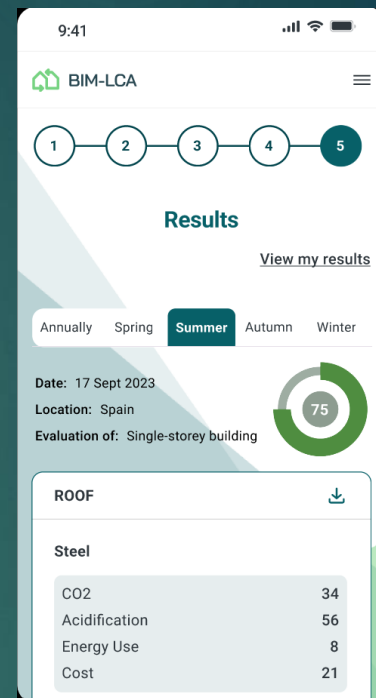 9:41
BIM-LCA
1 2 3 4 5
Results
View my results
Annually Spring Summer Autumn Winter
Date: 17 Sept 2023
Location: Spain
Evaluation of: Single-storey building
75
ROOF
Steel
CO2 34
Acidification 56
Energy Use 8
Cost 21